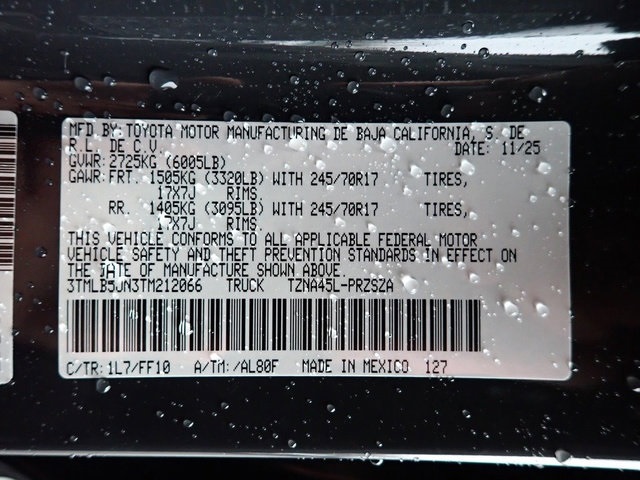 MFD.BY:TOYOTA MOTOR MANUFACTURING DE BAJA CALIFORNIA, S. DE
R.L. DE C.V. DATE: 11/25
GVWR: 2725KG (6005LB)
GAWR: FRT. 1505KG (3320LB) WITH 245/70R17 TIRES,
17X7J RIMS.
RR. 1405KG (3095LB) WITH 245/70R17 TIRES,
17X7J RIMS.
THIS VEHICLE CONFORMS TO ALL APPLICABLE FEDERAL MOTOR
VEHICLE SAFETY AND THEFT PREVENTION STANDARDS IN EFFECT
ON THE DATE OF MANUFACTURE SHOWN ABOVE.
3TMLB5JN3TM212066 TRUCK TZNA45L-PRZSZA
C/TR: 1L7/FF10 A/TM: /AL80F MADE IN MEXICO 127